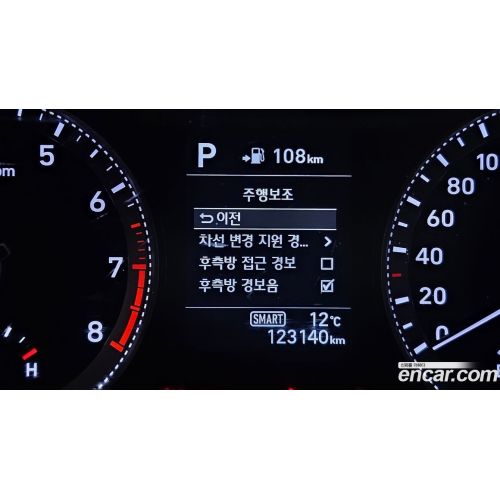 P 108km
주행보조
이전
차선 변경 지원 경...
후측방 접근 경보
후측방 경보음
SMART 12℃
123140km
5
6
7
8
H
100
80
60
40
20
0
encar.com